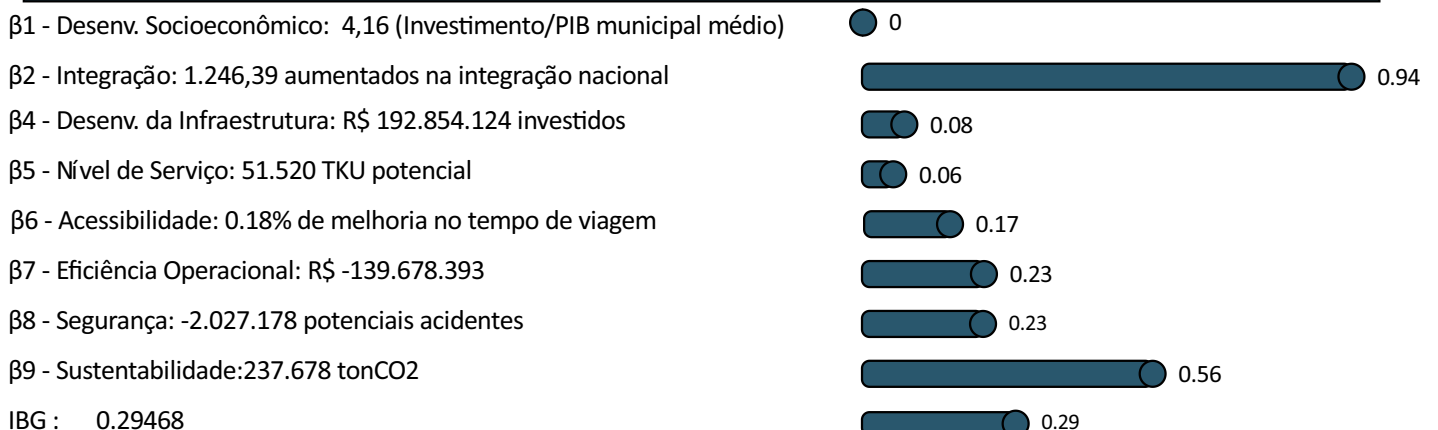 β1 - Desenv. Socioeconômico:  4,16 (Investimento/PIB municipal médio) 0
β2 - Integração: 1.246,39 aumentados na integração nacional 0.94
β4 - Desenv. da Infraestrutura: R$ 192.854.124 investidos 0.08
β5 - Nível de Serviço: 51.520 TKU potencial 0.06
β6 - Acessibilidade: 0.18% de melhoria no tempo de viagem 0.17
β7 - Eficiência Operacional: R$ -139.678.393 0.23
β8 - Segurança: -2.027.178 potenciais acidentes 0.23
β9 - Sustentabilidade:237.678 tonCO2 0.56
IBG :     0.29468 0.29